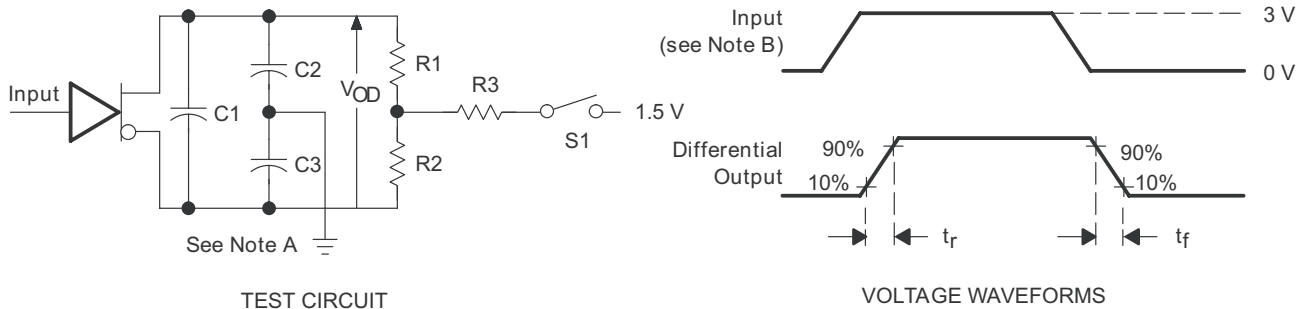 Input
C1
C2
C3
VOD
R1
R2
R3
S1
1.5 V
See Note A
TEST CIRCUIT
Input
(see Note B)
3 V
0 V
Differential
Output
90%
10%
90%
10%
tr
tf
VOLTAGE WAVEFORMS